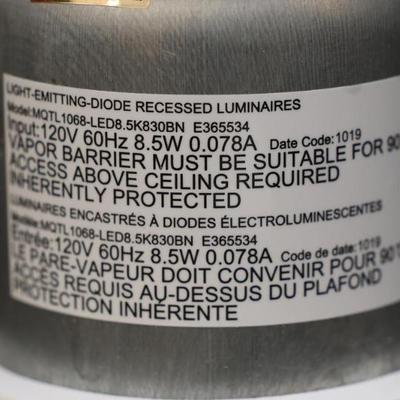 LIGHT-EMITTING-DIODE RECESSED LUMINAIRES
Model:MQTL1068-LED8.5K830BN E365534
Input:120V 60Hz 8.5W 0.078A Date Code:1019
VAPOR BARRIER MUST BE SUITABLE FOR 90
ACCESS ABOVE CEILING REQUIRED
INHERENTLY PROTECTED
LUMINAIRES ENCASTRÉS À DIODES ÉLECTROLUMINESCENTES
Modèle:MQTL1068-LED8.5K830BN E365534
Entrée:120V 60Hz 8.5W 0.078A Code de date:1019
LE PARE-VAPEUR DOIT CONVENIR POUR 90°
ACCÈS REQUIS AU-DESSUS DU PLAFOND
PROTECTION INHÉRENTE